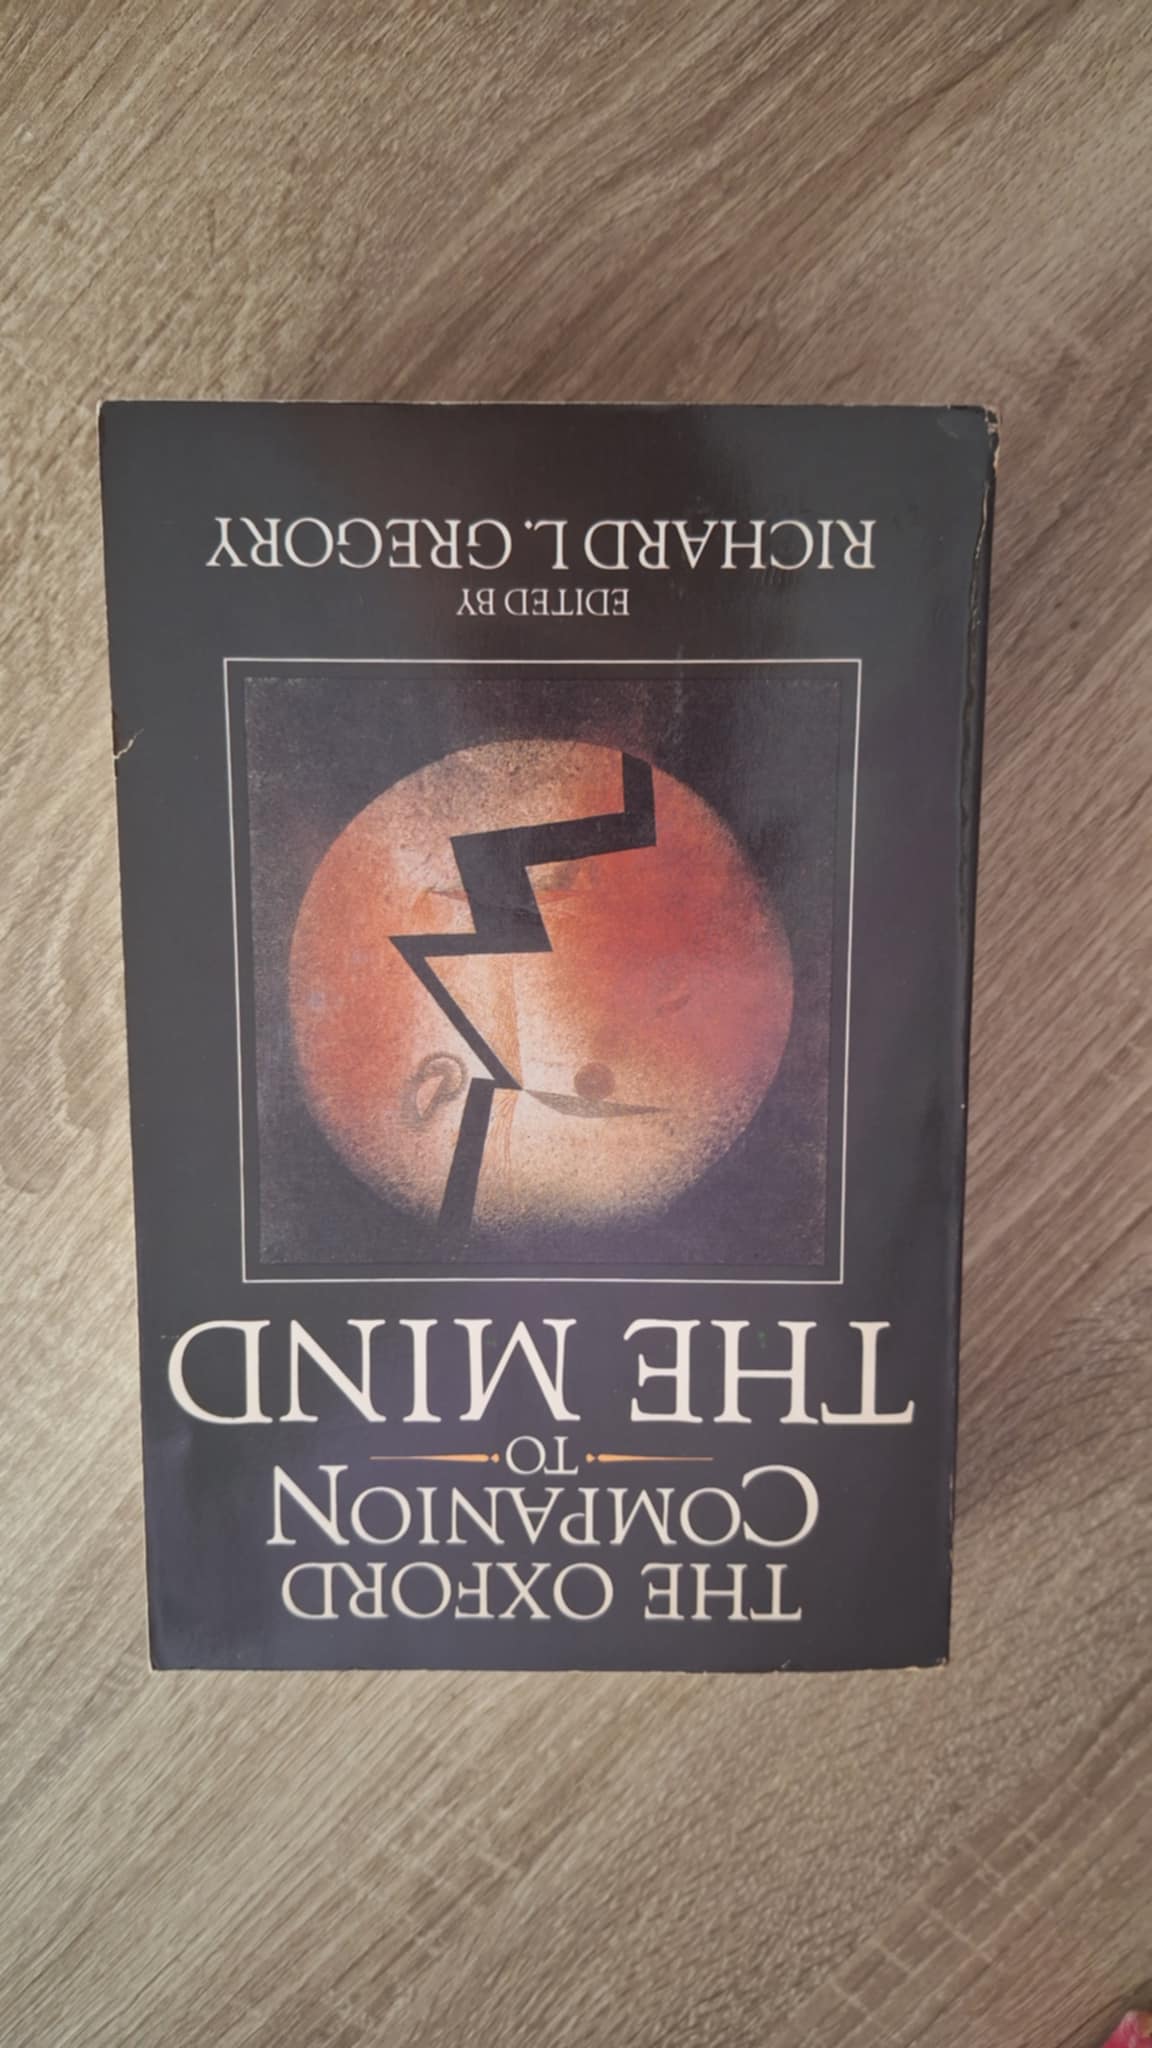 THE OXFORD
COMPANION
TO
THE MIND
EDITED BY
RICHARD L. GREGORY